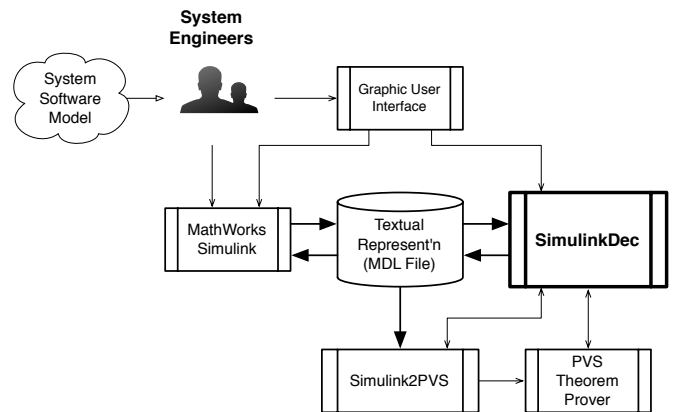 System
Engineers
System
Software
Model
Graphic User
Interface
MathWorks
Simulink
Textual
Represent'n
(MDL File)
SimulinkDec
Simulink2PVS
PVS
Theorem
Prover